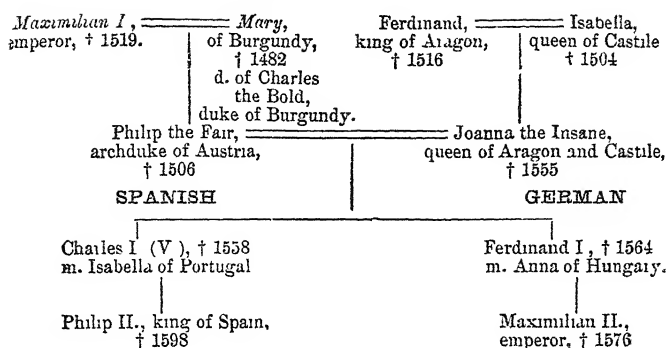 Maximilian I, Mary, Ferdinand, Isabella,
emperor, † 1519. of Burgundy, king of Aragon, queen of Castile
† 1482 † 1516 † 1504
d. of Charles
the Bold,
duke of Burgundy.
Philip the Fair, Joanna the Insane,
archduke of Austria, queen of Aragon and Castile,
† 1506 † 1555
SPANISH GERMAN
Charles I (V), † 1558 Ferdinand I, † 1564
m. Isabella of Portugal m. Anna of Hungary.
Philip II., king of Spain, Maximilian II.,
† 1598 emperor, † 1576